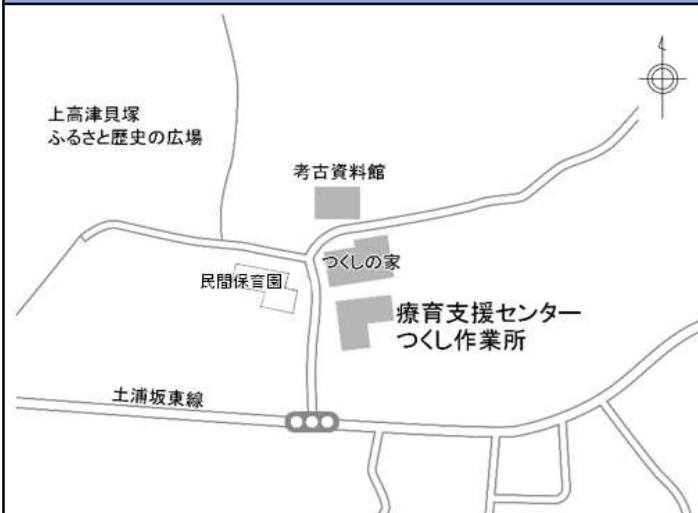 上高津貝塚
ふるさと歴史の広場
考古資料館
つくしの家
民間保育園
療育支援センター
つくし作業所
土浦坂東線